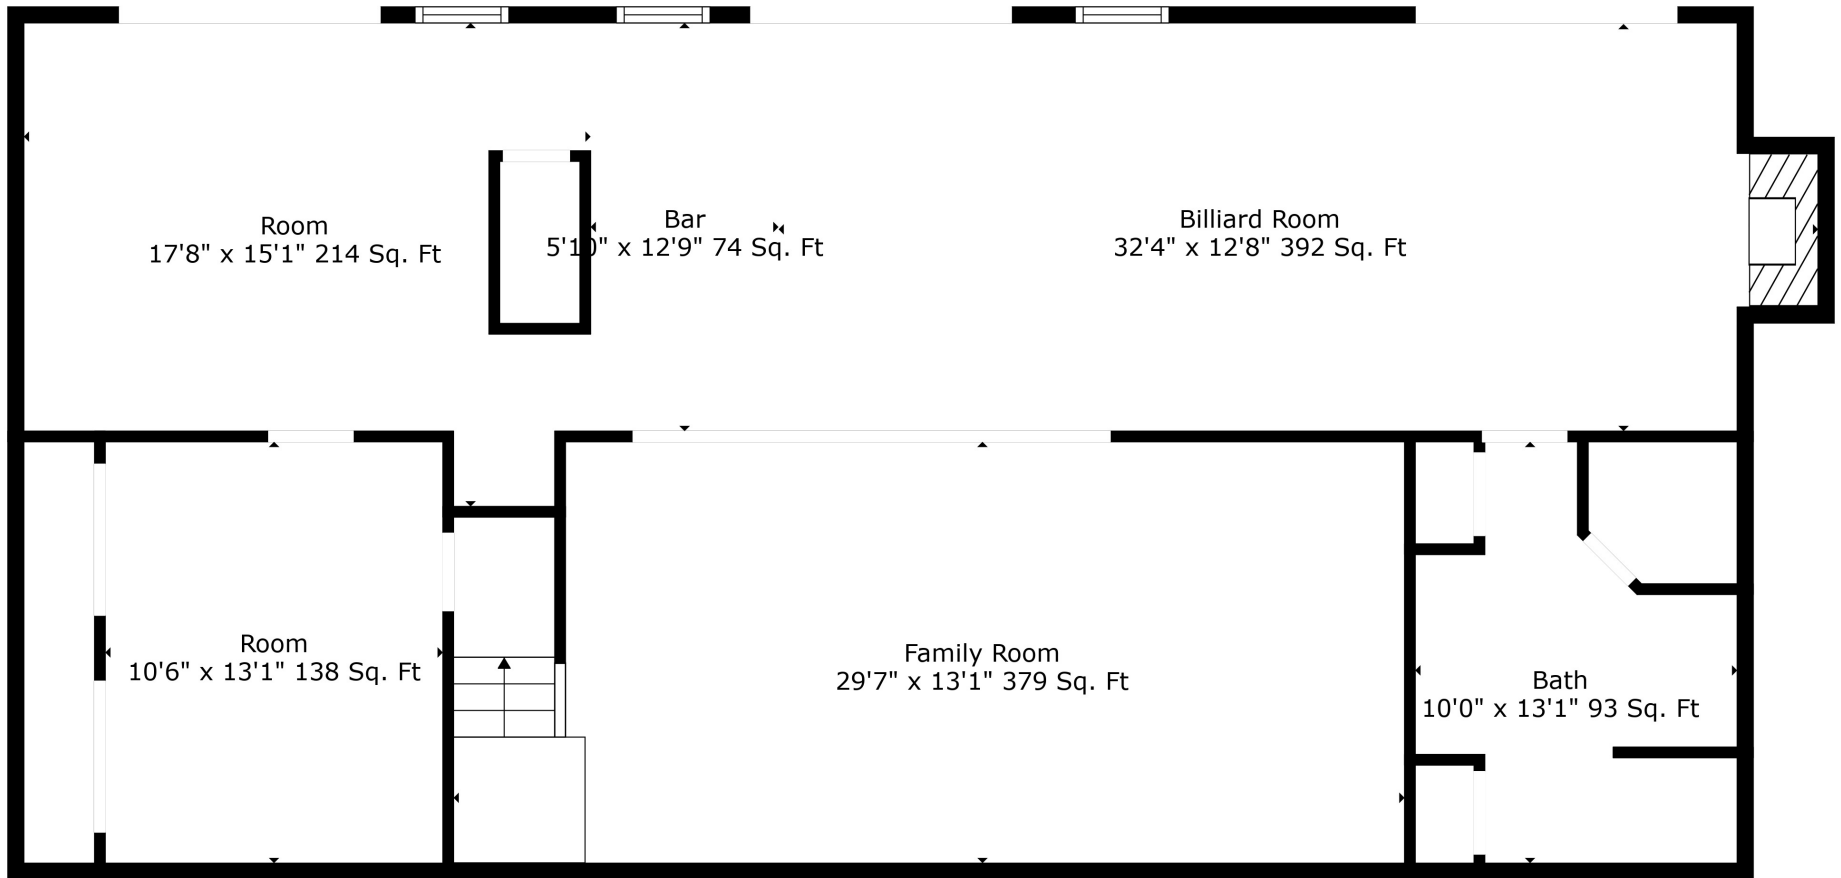 Room
17'8" x 15'1" 214 Sq. Ft
Bar
5'10" x 12'9" 74 Sq. Ft
Billiard Room
32'4" x 12'8" 392 Sq. Ft
Room
10'6" x 13'1" 138 Sq. Ft
Family Room
29'7" x 13'1" 379 Sq. Ft
Bath
10'0" x 13'1" 93 Sq. Ft